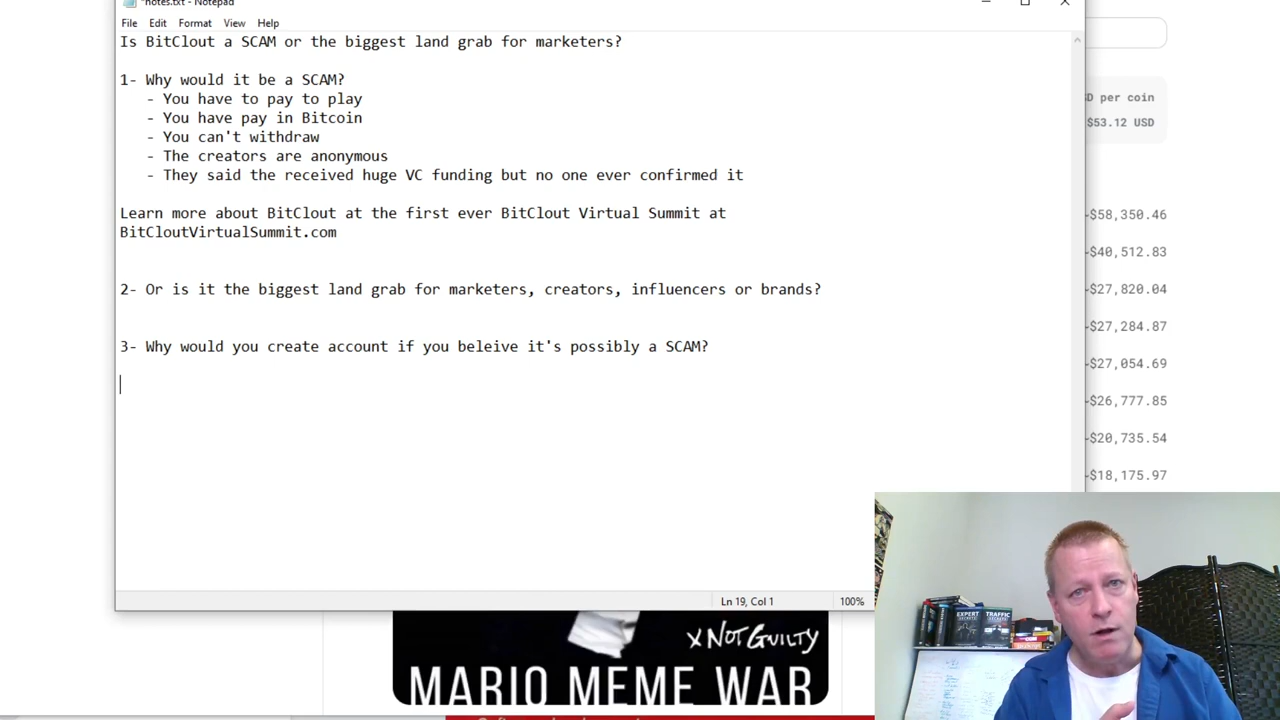 *notes.txt - Notepad
File Edit Format View Help
Is BitClout a SCAM or the biggest land grab for marketers?
1- Why would it be a SCAM?
- You have to pay to play
- You have pay in Bitcoin
- You can't withdraw
- The creators are anonymous
- They said the received huge VC funding but no one ever confirmed it
Learn more about BitClout at the first ever BitClout Virtual Summit at
BitCloutVirtualSummit.com
2- Or is it the biggest land grab for marketers, creators, influencers or brands?
3- Why would you create account if you beleive it's possibly a SCAM?
Ln 19, Col 1 100%
per coin
$53.12 USD
~$58,350.46
~$40,512.83
~$27,820.04
~$27,284.87
~$27,054.69
~$26,777.85
~$20,735.54
~$18,175.97
x NOT GUILTY
MARIO MEME WAR
EXPERT
SECRETS
TRAFFIC
SECRETS